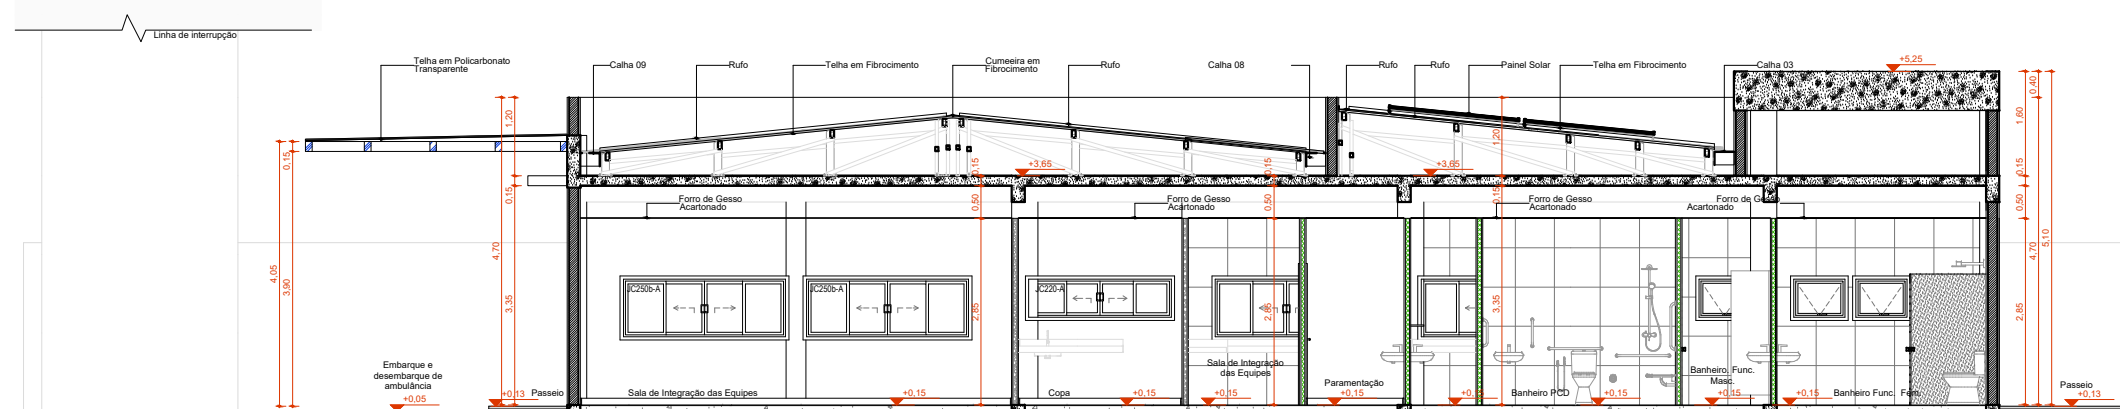 Linha de interrupção
Telha em Policarbonato
Transparente
Calha 09
Rufo
Telha em Fibrocimento
Cumeeira em
Fibrocimento
Rufo
Calha 08
Rufo
Rufo
Painel Solar
Telha em Fibrocimento
Calha 03
+5,25
1,20
0,15
0,15
4,70
3,35
4,05
3,90
0,15
+3,65
0,15
0,50
2,85
0,15
0,50
2,85
1,20
+3,65
0,15
3,35
0,40
1,60
0,15
0,50
4,70
5,10
2,85
Forro de Gesso
Acartonado
Forro de Gesso
Acartonado
Forro de Gesso
Acartonado
Forro de Gesso
Acartonado
JC250b-A
JC250b-A
JC220-A
Embarque e
desembarque de
ambulância
+0,05
+0,13
Passeio
Sala de Integração das Equipes
+0,15
Copa
+0,15
Sala de Integração
das Equipes
+0,15
Paramentação
+0,15
+0,15
Banheiro PCD
+0,15
Banheiro. Func.
Masc.
+0,15
+0,15
Banheiro Func. Fem.
Passeio
+0,13